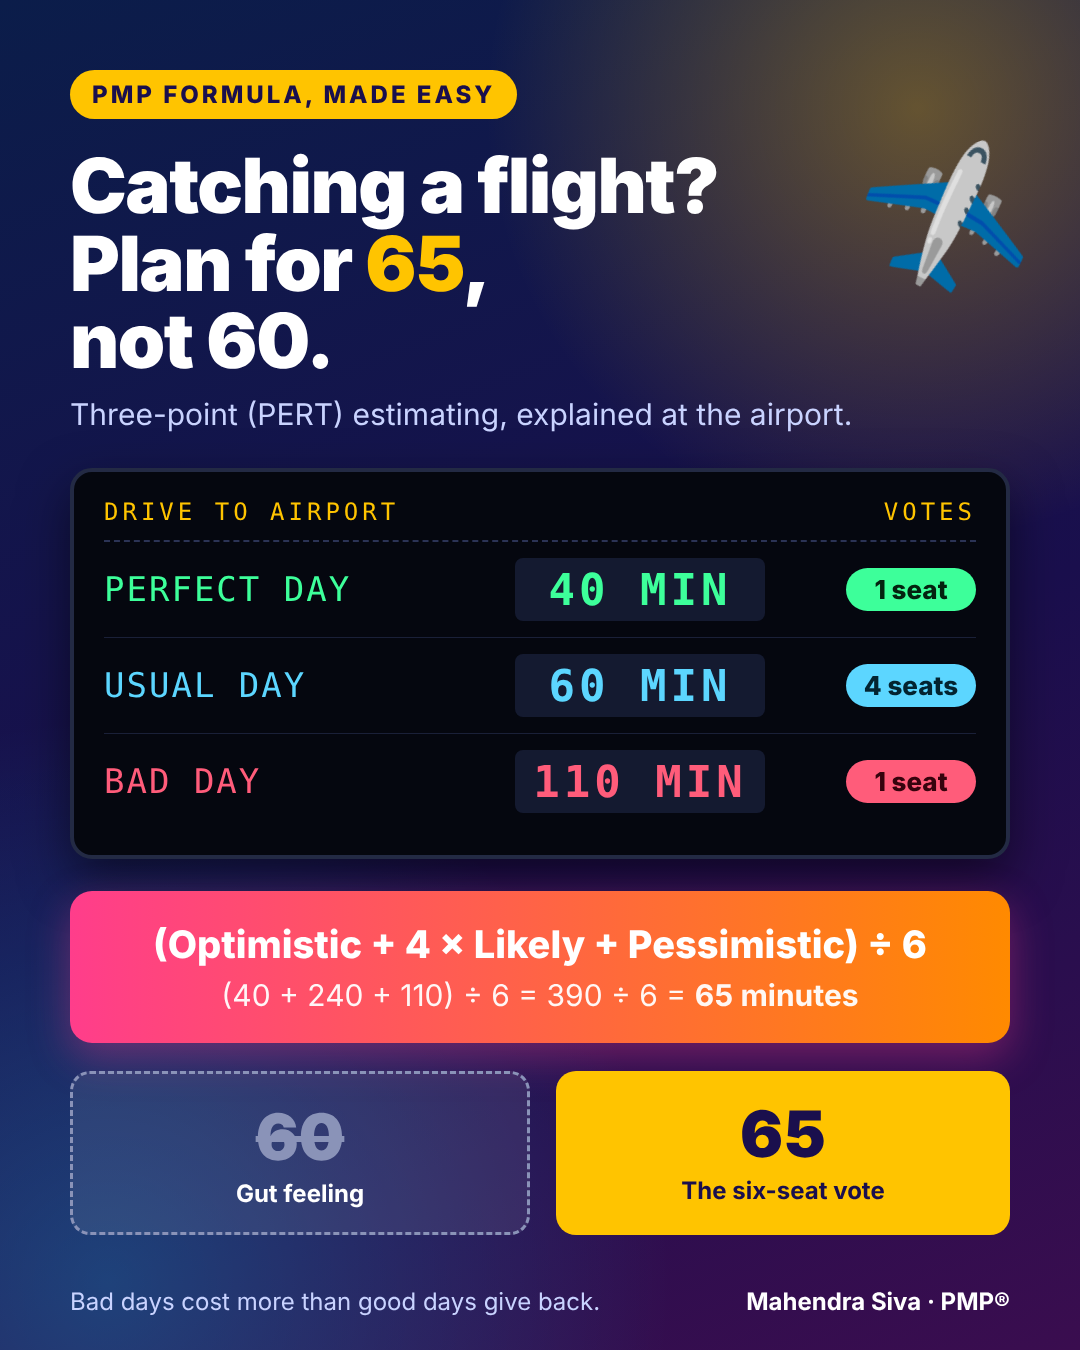 PMP FORMULA, MADE EASY
Catching a flight?
Plan for 65,
not 60.
Three-point (PERT) estimating, explained at the airport.
DRIVE TO AIRPORT VOTES
PERFECT DAY 40 MIN 1 seat
USUAL DAY 60 MIN 4 seats
BAD DAY 110 MIN 1 seat
(Optimistic + 4 × Likely + Pessimistic) ÷ 6
(40 + 240 + 110) ÷ 6 = 390 ÷ 6 = 65 minutes
60
Gut feeling
65
The six-seat vote
Bad days cost more than good days give back.
Mahendra Siva · PMP®